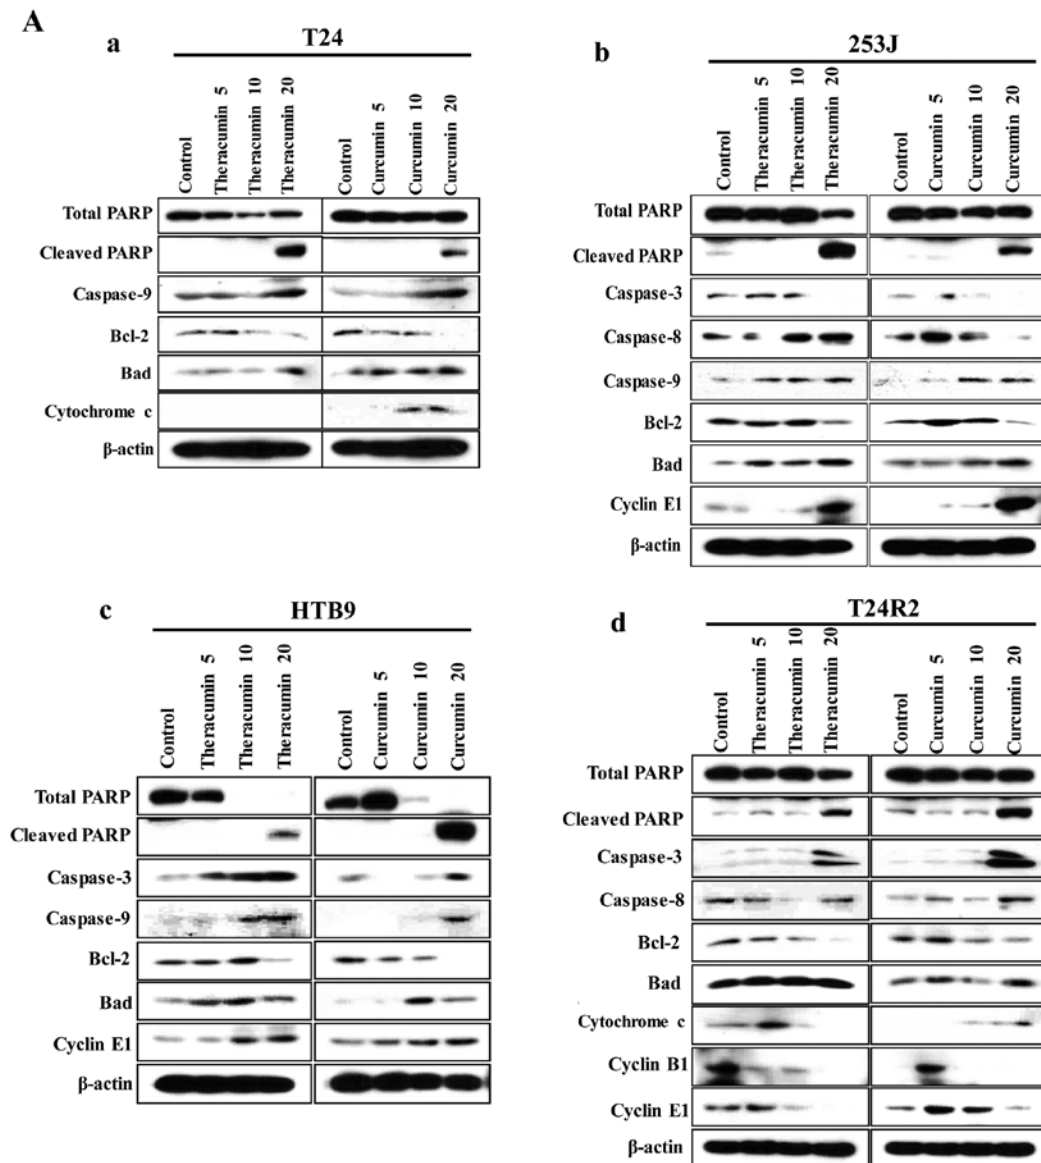 A
a
T24
Control
Theracumin 5
Theracumin 10
Theracumin 20
Control
Curcumin 5
Curcumin 10
Curcumin 20
Total PARP
Cleaved PARP
Caspase-9
Bcl-2
Bad
Cytochrome c
β-actin
b
253J
Control
Theracumin 5
Theracumin 10
Theracumin 20
Control
Curcumin 5
Curcumin 10
Curcumin 20
Total PARP
Cleaved PARP
Caspase-3
Caspase-8
Caspase-9
Bcl-2
Bad
Cyclin E1
β-actin
c
HTB9
Control
Theracumin 5
Theracumin 10
Theracumin 20
Control
Curcumin 5
Curcumin 10
Curcumin 20
Total PARP
Cleaved PARP
Caspase-3
Caspase-9
Bcl-2
Bad
Cyclin E1
β-actin
d
T24R2
Control
Theracumin 5
Theracumin 10
Theracumin 20
Control
Curcumin 5
Curcumin 10
Curcumin 20
Total PARP
Cleaved PARP
Caspase-3
Caspase-8
Bcl-2
Bad
Cytochrome c
Cyclin B1
Cyclin E1
β-actin